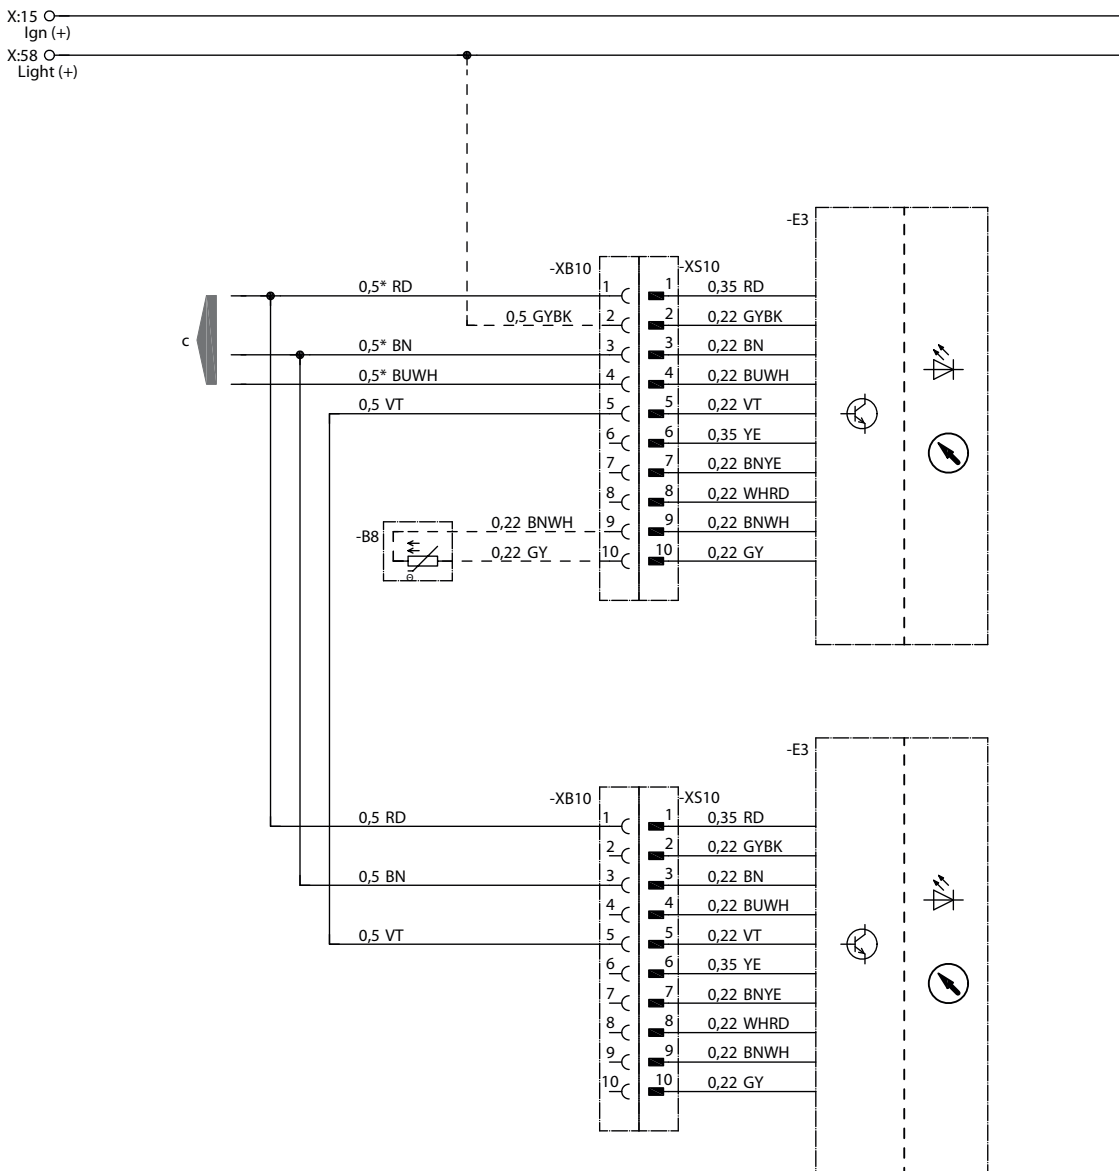 X:15
Ign (+)
X:58
Light (+)
-E3
-XB10 -XS10
0,5* RD 1 1 0,35 RD
0,5 GYBK 2 2 0,22 GYBK
0,5* BN 3 3 0,22 BN
c
0,5* BUWH 4 4 0,22 BUWH
0,5 VT 5 5 0,22 VT
6 6 0,35 YE
7 7 0,22 BNYE
8 8 0,22 WHRD
0,22 BNWH 9 9 0,22 BNWH
-B8
0,22 GY 10 10 0,22 GY
Θ
-E3
-XB10 -XS10
0,5 RD 1 1 0,35 RD
2 2 0,22 GYBK
0,5 BN 3 3 0,22 BN
4 4 0,22 BUWH
0,5 VT 5 5 0,22 VT
6 6 0,35 YE
7 7 0,22 BNYE
8 8 0,22 WHRD
9 9 0,22 BNWH
10 10 0,22 GY